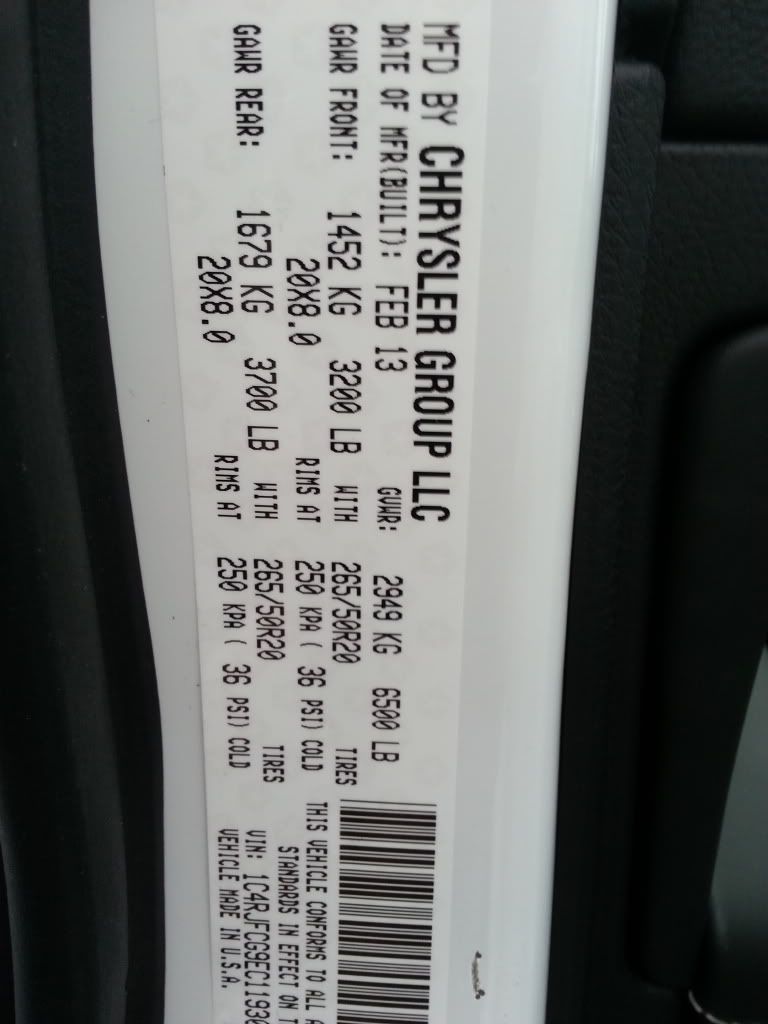 MFD BY CHRYSLER GROUP LLC
DATE OF MFR(BUILT): FEB 13 GVWR: 2949 KG 6500 LB
GAWR FRONT: 1452 KG 3200 LB WITH 265/50R20 TIRES
20X8.0 RIMS AT 250 KPA ( 36 PSI) COLD
GAWR REAR: 1679 KG 3700 LB WITH 265/50R20 TIRES
20X8.0 RIMS AT 250 KPA ( 36 PSI) COLD
THIS VEHICLE CONFORMS TO ALL A
STANDARDS IN EFFECT ON T
VIN: 1C4RJFCG9EC11930
VEHICLE MADE IN U.S.A.